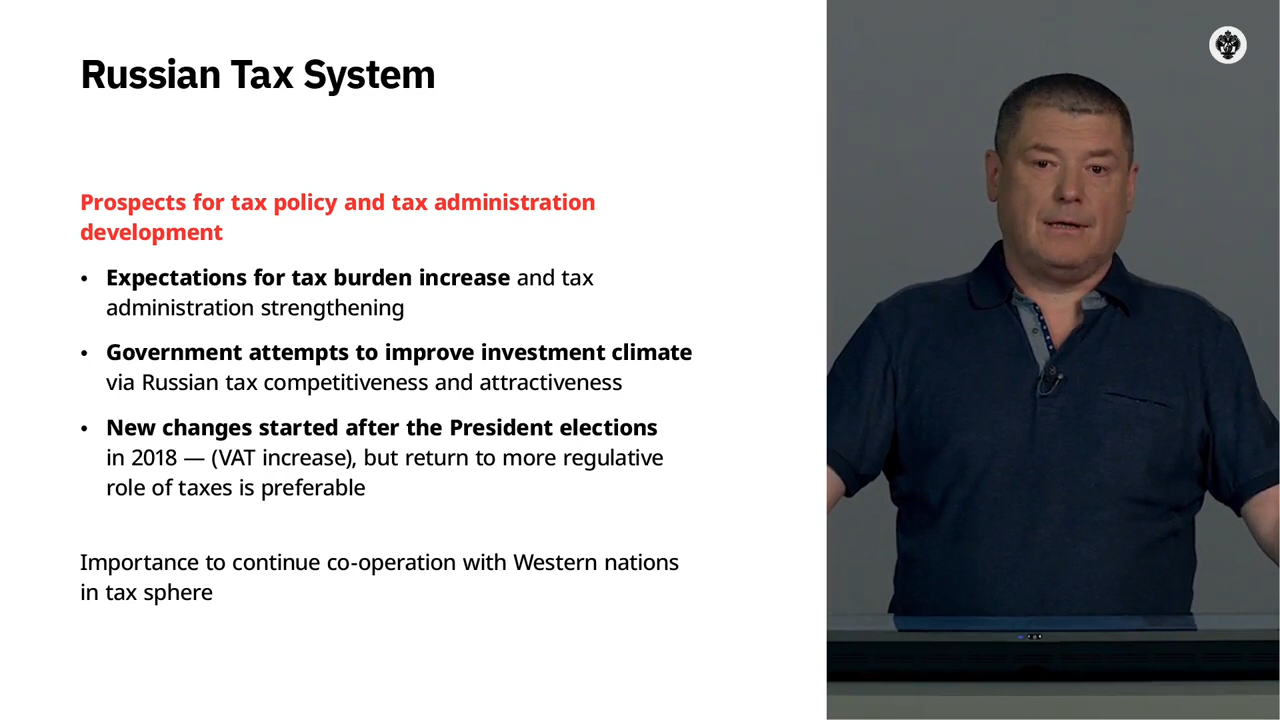 Russian Tax System
Prospects for tax policy and tax administration
development
• Expectations for tax burden increase and tax
administration strengthening
• Government attempts to improve investment climate
via Russian tax competitiveness and attractiveness
• New changes started after the President elections
in 2018 — (VAT increase), but return to more regulative
role of taxes is preferable
Importance to continue co-operation with Western nations
in tax sphere